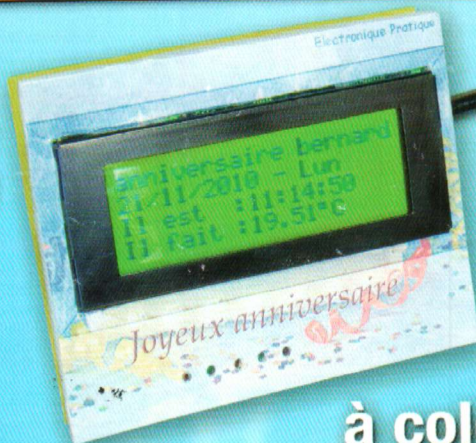 Electronique Pratique
anniversaire bernard
21/11/2010 - Lun
Il est :11:14:50
Il fait :19.51°C
Joyeux anniversaire
à col